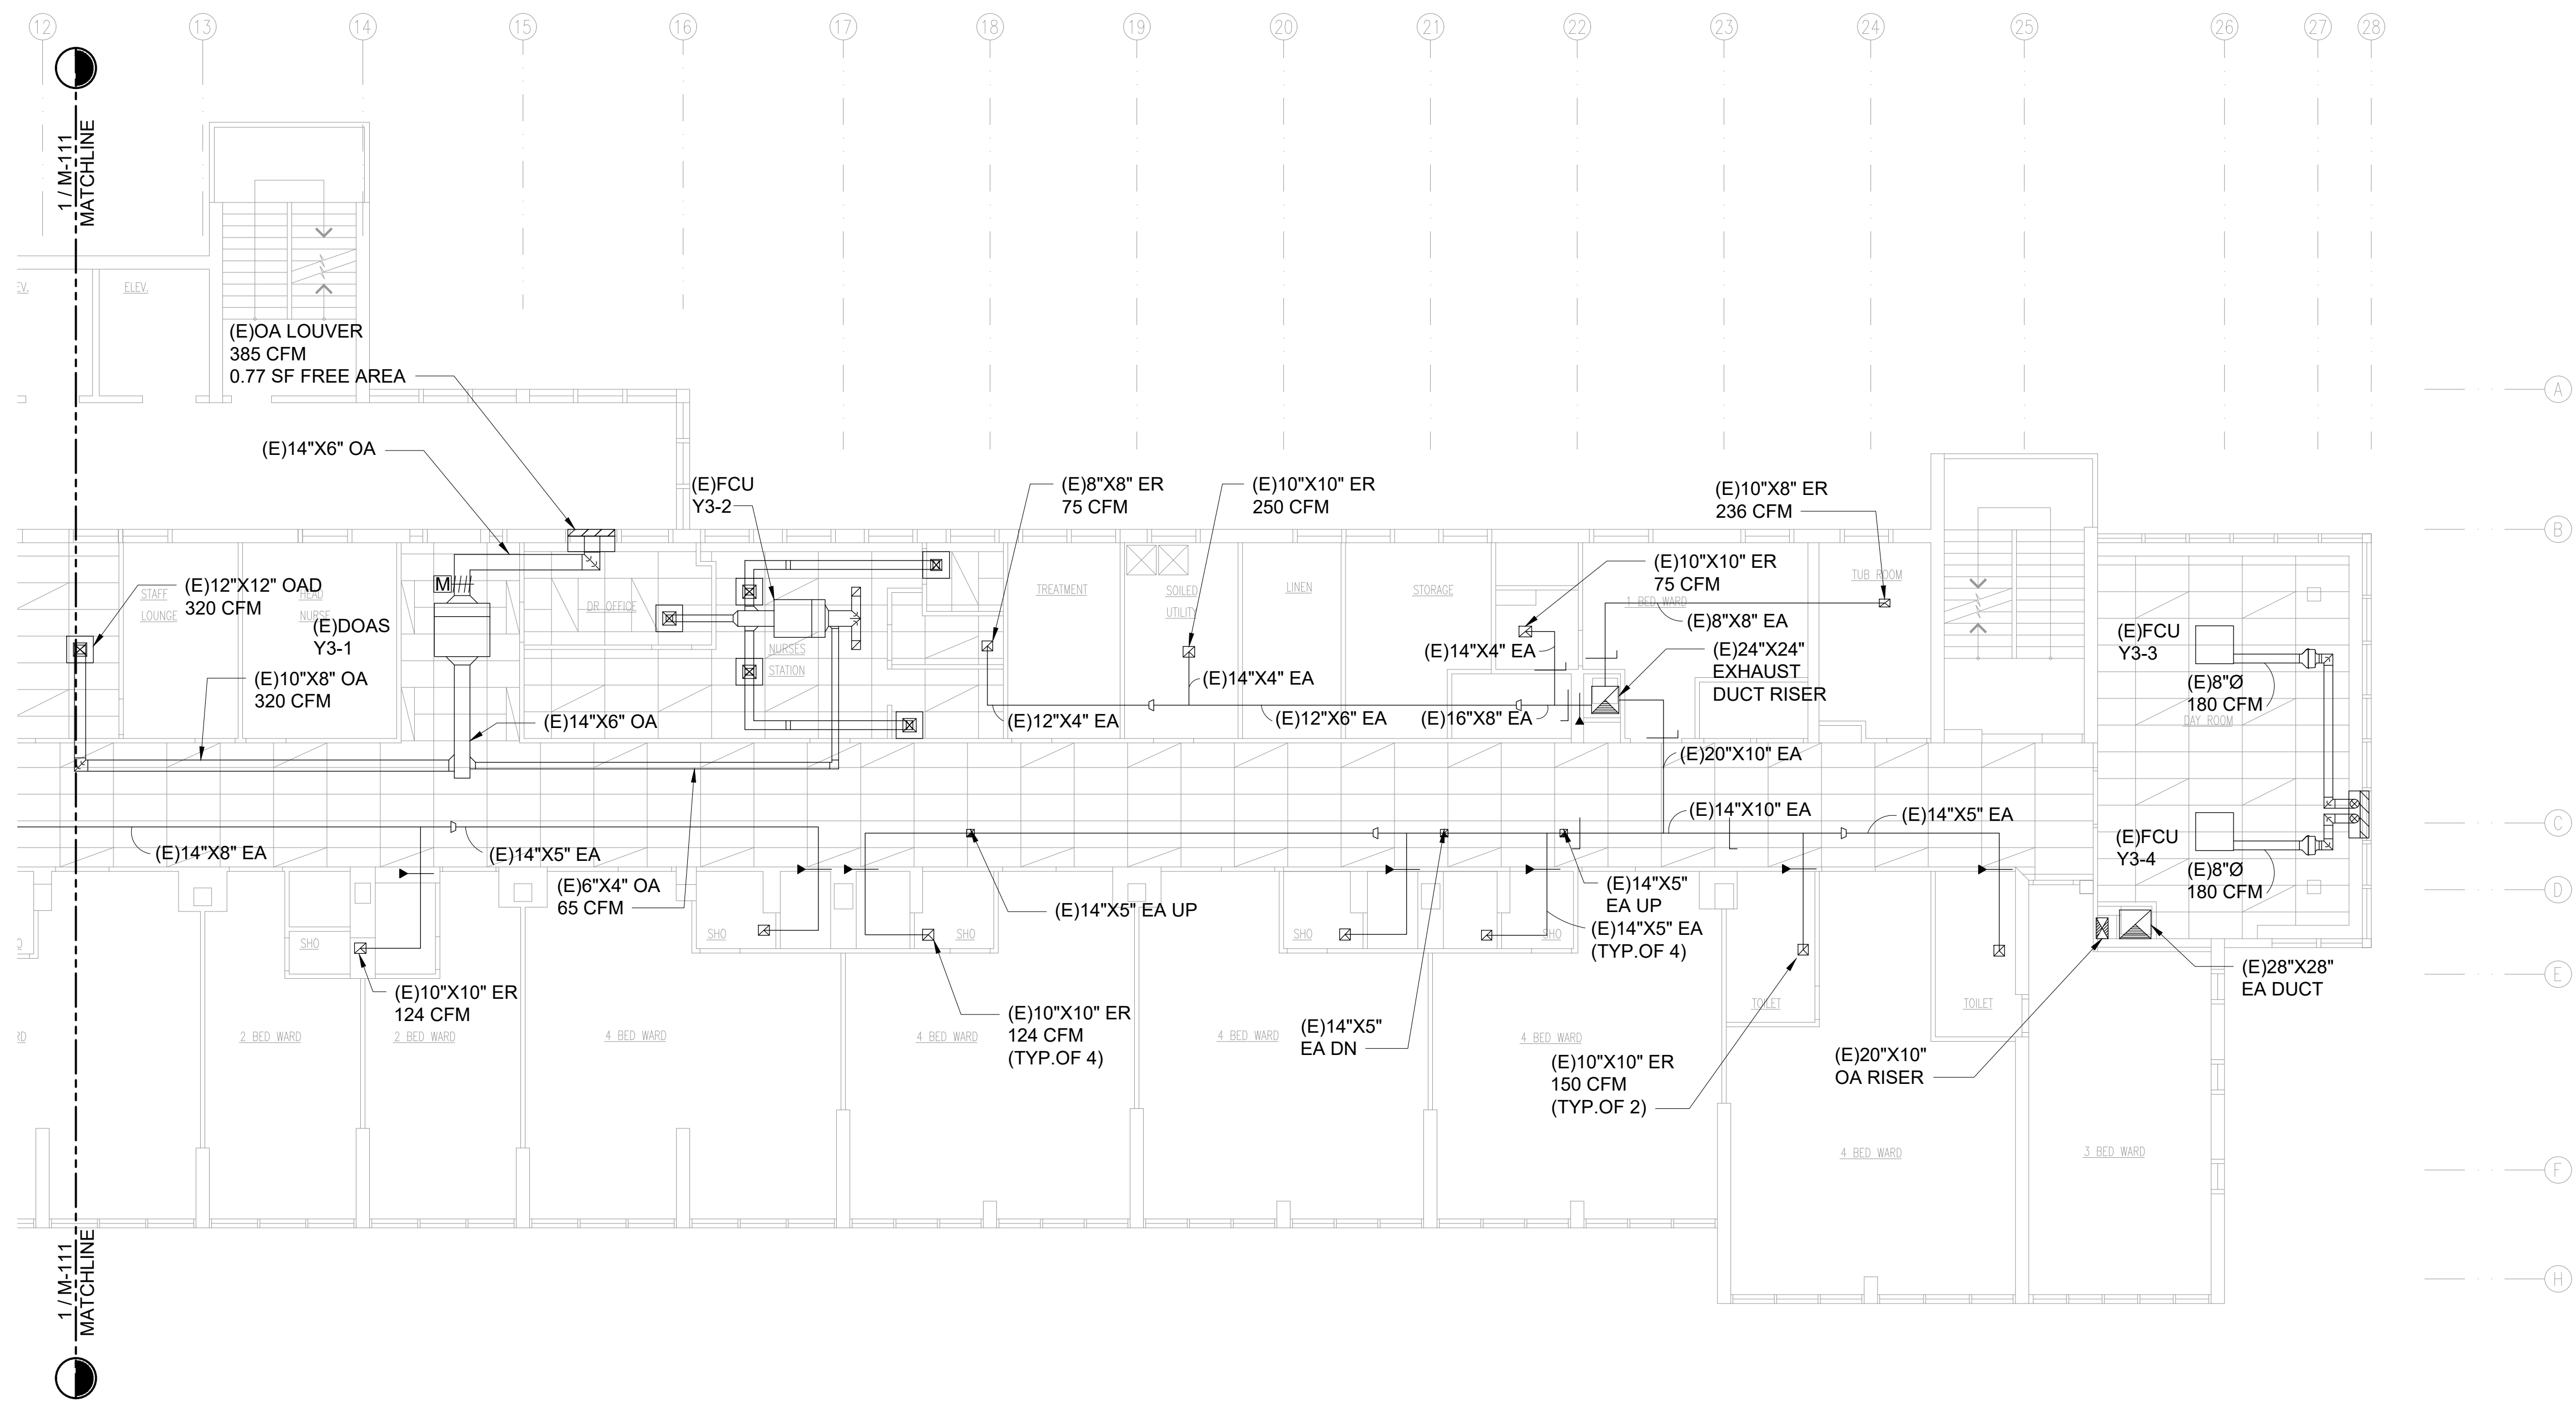 12
13
14
15
16
17
18
19
20
21
22
23
24
25
26
27
28
1 / M-111
MATCHLINE
EV.
ELEV.
(E)OA LOUVER
385 CFM
0.77 SF FREE AREA
A
(E)14"X6" OA
(E)FCU
Y3-2
(E)8"X8" ER
75 CFM
(E)10"X10" ER
250 CFM
(E)10"X8" ER
236 CFM
B
(E)12"X12" OAD
320 CFM
STAFF
LOUNGE
HEAD
NURSE
(E)DOAS
Y3-1
M
DR OFFICE
NURSES
STATION
TREATMENT
SOILED
UTILITY
LINEN
STORAGE
(E)10"X10" ER
75 CFM
1 BED WARD
TUB ROOM
(E)8"X8" EA
(E)14"X4" EA
(E)24"X24"
EXHAUST
DUCT RISER
(E)FCU
Y3-3
(E)8"Ø
180 CFM
DAY ROOM
(E)10"X8" OA
320 CFM
(E)14"X6" OA
(E)14"X4" EA
(E)12"X4" EA
(E)12"X6" EA
(E)16"X8" EA
(E)20"X10" EA
(E)14"X10" EA
(E)14"X5" EA
C
(E)14"X8" EA
(E)14"X5" EA
(E)FCU
Y3-4
(E)8"Ø
180 CFM
D
(E)6"X4" OA
65 CFM
(E)14"X5" EA UP
(E)14"X5"
EA UP
(E)14"X5" EA
(TYP.OF 4)
SHO
SHO
SHO
SHO
SHO
(E)28"X28"
EA DUCT
E
(E)10"X10" ER
124 CFM
(E)10"X10" ER
124 CFM
(TYP.OF 4)
(E)14"X5"
EA DN
TOILET
TOILET
RD
2 BED WARD
2 BED WARD
4 BED WARD
4 BED WARD
4 BED WARD
4 BED WARD
(E)10"X10" ER
150 CFM
(TYP.OF 2)
(E)20"X10"
OA RISER
4 BED WARD
3 BED WARD
F
1 / M-111
MATCHLINE
H